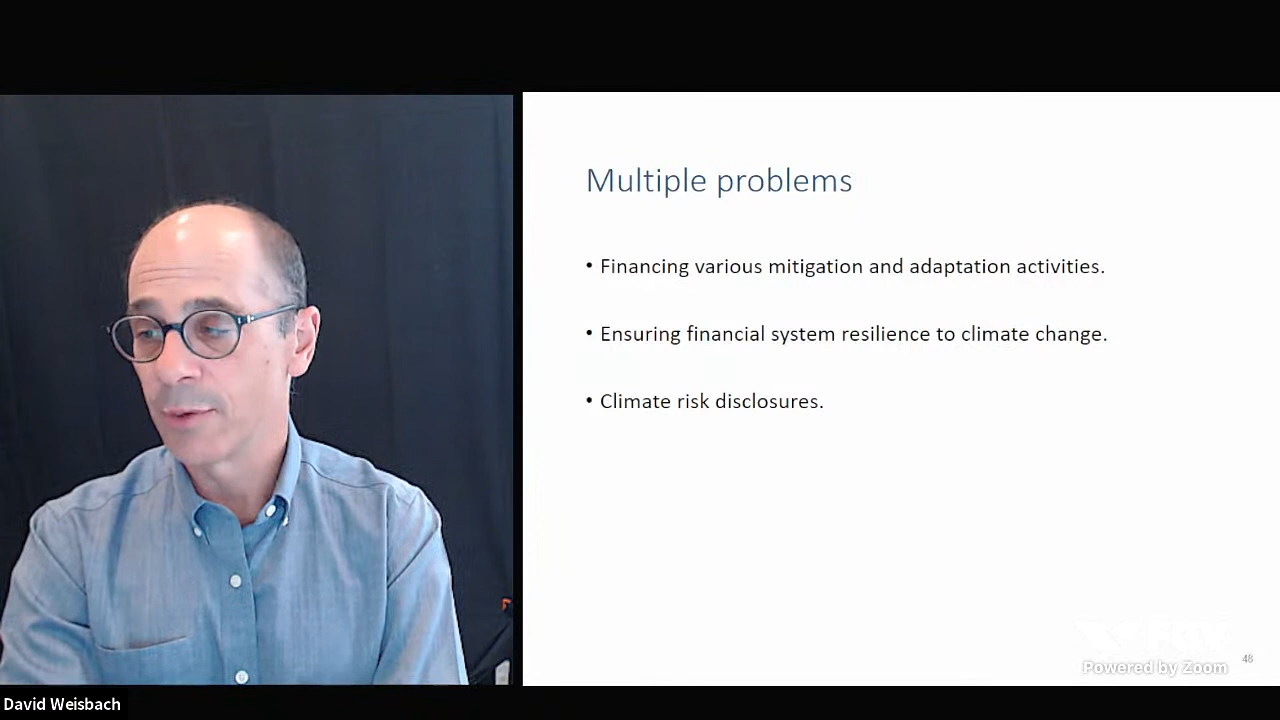 Multiple problems
• Financing various mitigation and adaptation activities.
• Ensuring financial system resilience to climate change.
• Climate risk disclosures.
48
Powered by Zoom
David Weisbach